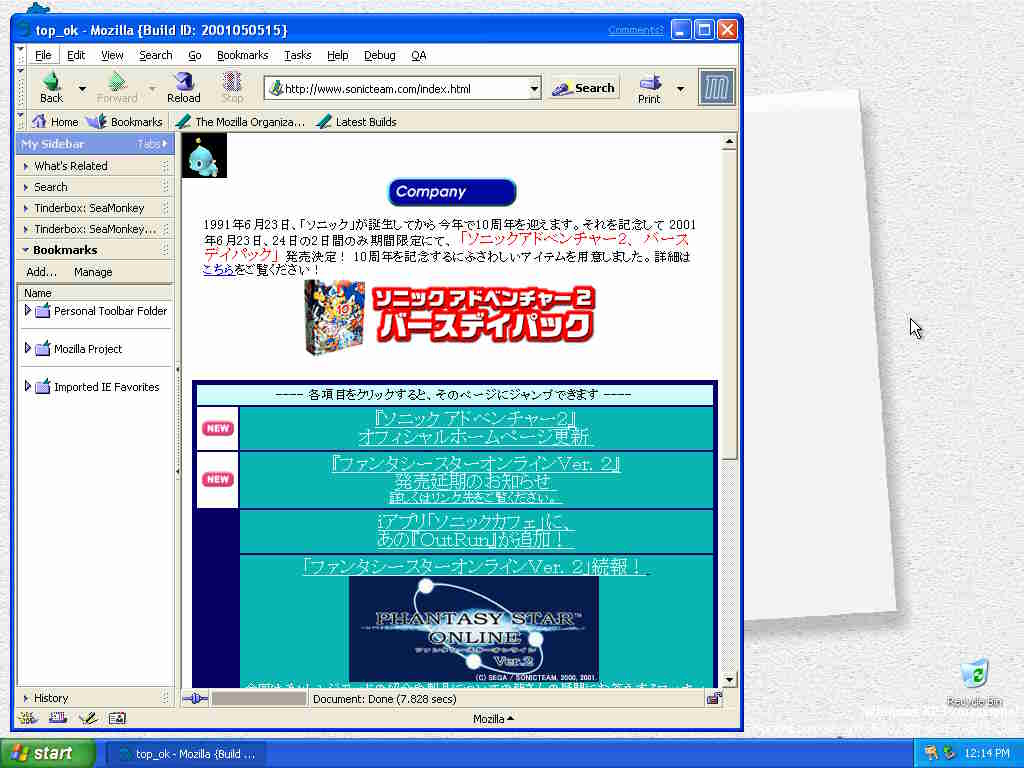 top_ok - Mozilla {Build ID: 2001050515}
Comments?
File Edit View Search Go Bookmarks Tasks Help Debug QA
Back Forward Reload Stop http://www.sonicteam.com/index.html Search Print
Home Bookmarks The Mozilla Organiza... Latest Builds
My Sidebar Tabs
What's Related
Search
Tinderbox: SeaMonkey
Tinderbox: SeaMonkey...
Bookmarks
Add... Manage
Name
Personal Toolbar Folder
Mozilla Project
Imported IE Favorites
History
Company
1991年6月23日、「ソニック」が誕生してから今年で10周年を迎えます。それを記念して 2001
年6月23日、24日の2日間のみ期間限定にて、「ソニックアドベンチャー2、バース
デイパック」発売決定! 10周年を記念するにふさわしいアイテムを用意しました。詳細は
こちらをご覧ください!
ソニック アドベンチャー2
バースデイパック
---- 各項目をクリックすると、そのページにジャンプできます ----
NEW
『ソニック アドベンチャー2』
オフィシャルホームページ更新
NEW
『ファンタシースターオンラインVer. 2』
発売延期のお知らせ
詳しくはリンク先をご覧ください。
iアプリ「ソニックカフェ」に、
あの『OutRun』が追加!
「ファンタシースターオンラインVer. 2」続報!
PHANTASY STAR™
ONLINE
ファンタシースターオンライン
Ver.2
(C) SEGA / SONICTEAM, 2000, 2001.
Document: Done (7.828 secs)
Mozilla
Recycle Bin
start
top_ok - Mozilla {Build ...
12:14 PM